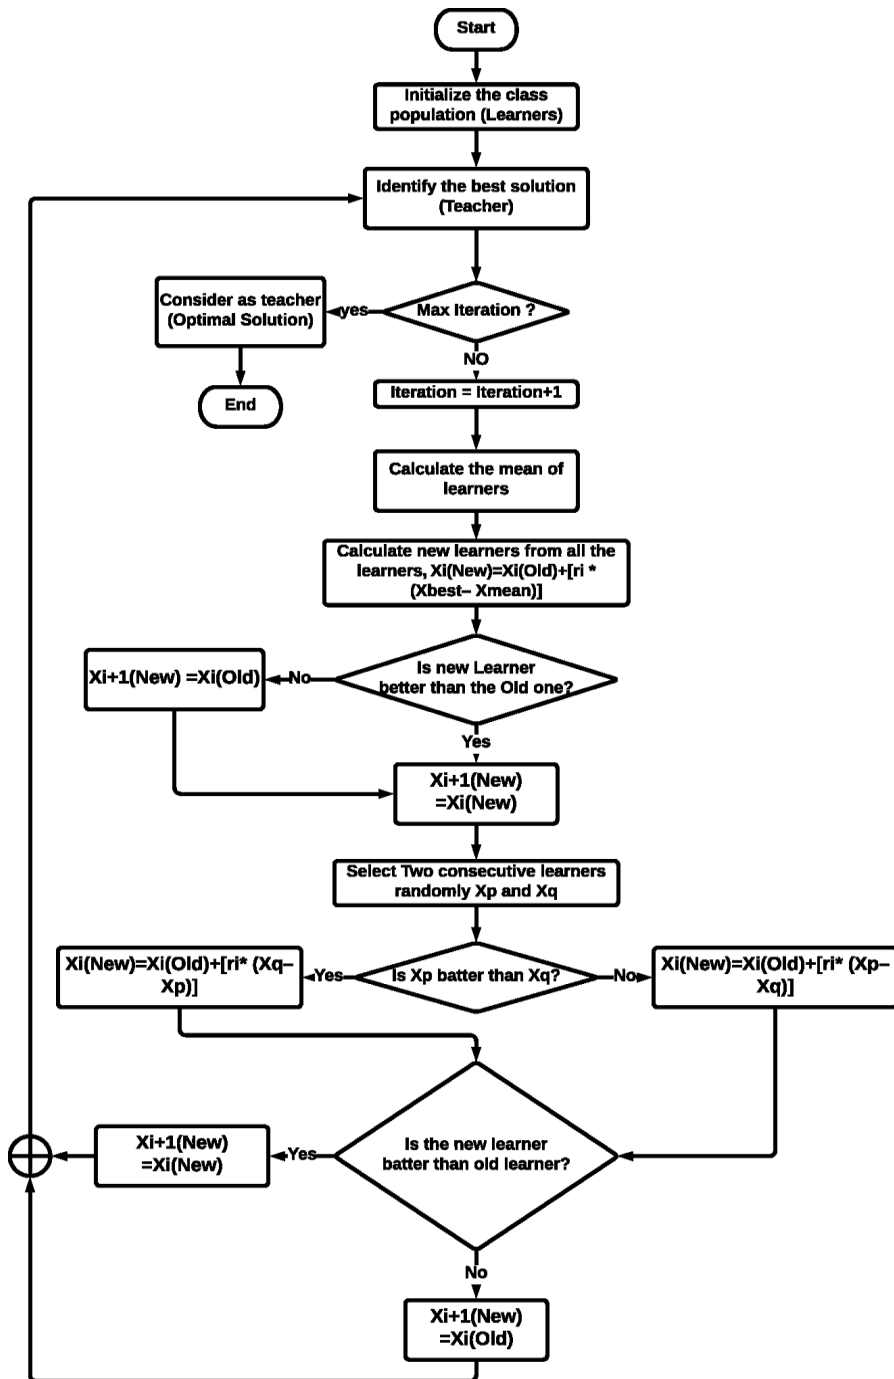 Start
Initialize the class
population (Learners)
Identify the best solution
(Teacher)
Max Iteration ?
yes
Consider as teacher
(Optimal Solution)
End
NO
Iteration = Iteration+1
Calculate the mean of
learners
Calculate new learners from all the
learners, Xi(New)=Xi(Old)+[ri *
(Xbest– Xmean)]
Is new Learner
better than the Old one?
No
Xi+1(New) =Xi(Old)
Yes
Xi+1(New)
=Xi(New)
Select Two consecutive learners
randomly Xp and Xq
Is Xp batter than Xq?
Yes
Xi(New)=Xi(Old)+[ri* (Xq–
Xp)]
No
Xi(New)=Xi(Old)+[ri* (Xp–
Xq)]
Is the new learner
batter than old learner?
Yes
Xi+1(New)
=Xi(New)
No
Xi+1(New)
=Xi(Old)